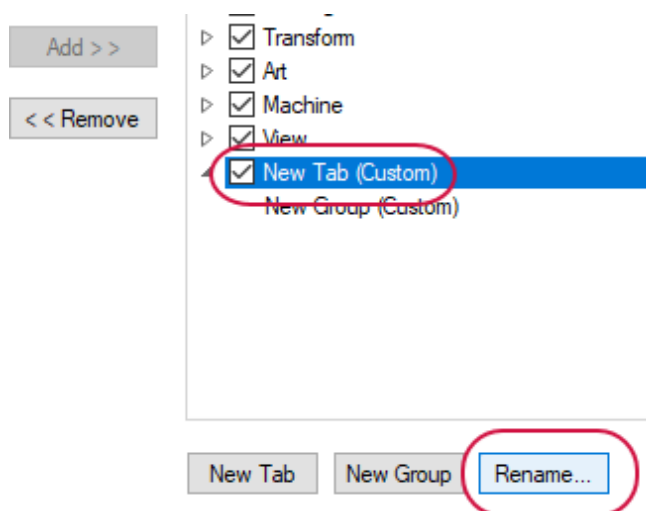 Add > >
Transform
Art
< < Remove
Machine
View
New Tab (Custom)
New Group (Custom)
New Tab
New Group
Rename...